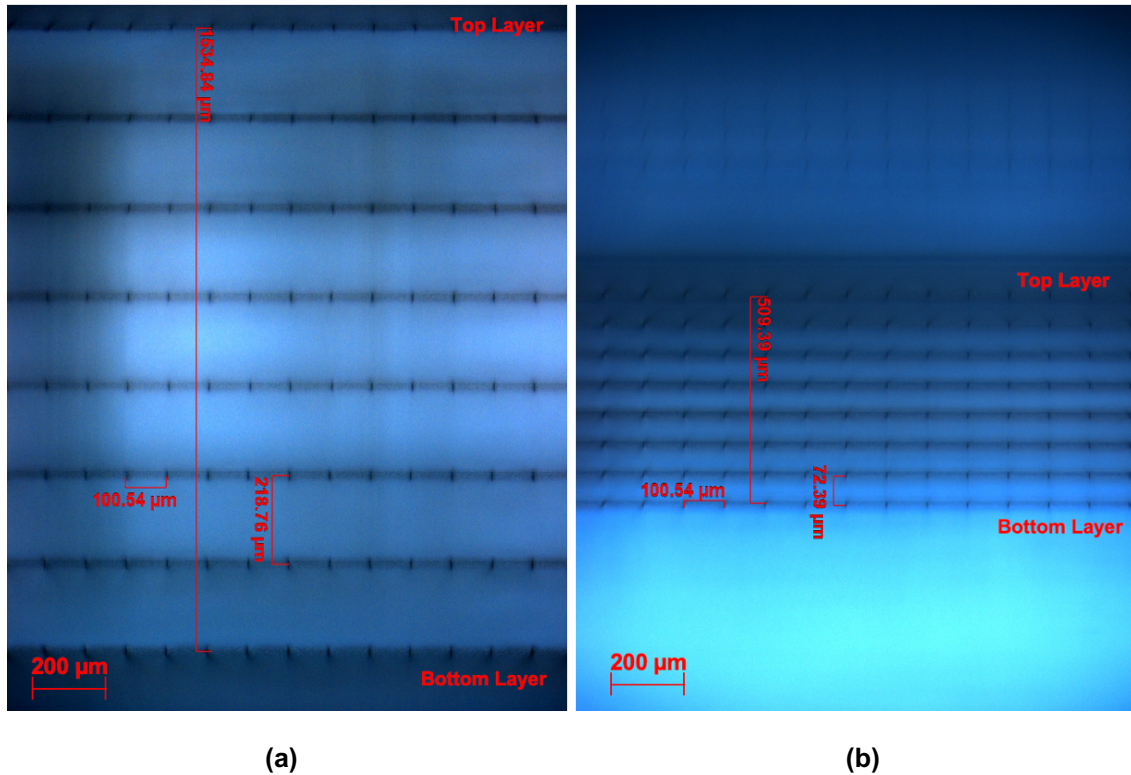 Top Layer
1534.84 µm
100.54 µm
218.76 µm
200 µm
Bottom Layer
Top Layer
509.39 µm
100.54 µm
72.39 µm
Bottom Layer
200 µm
(a)
(b)